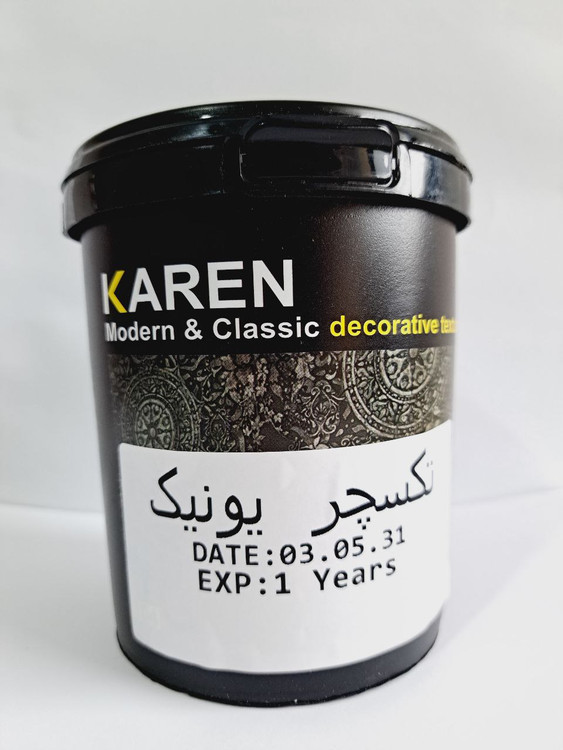 KAREN
Modern & Classic decorative
تکسچر یونیک
DATE:03.05.31
EXP:1 Years